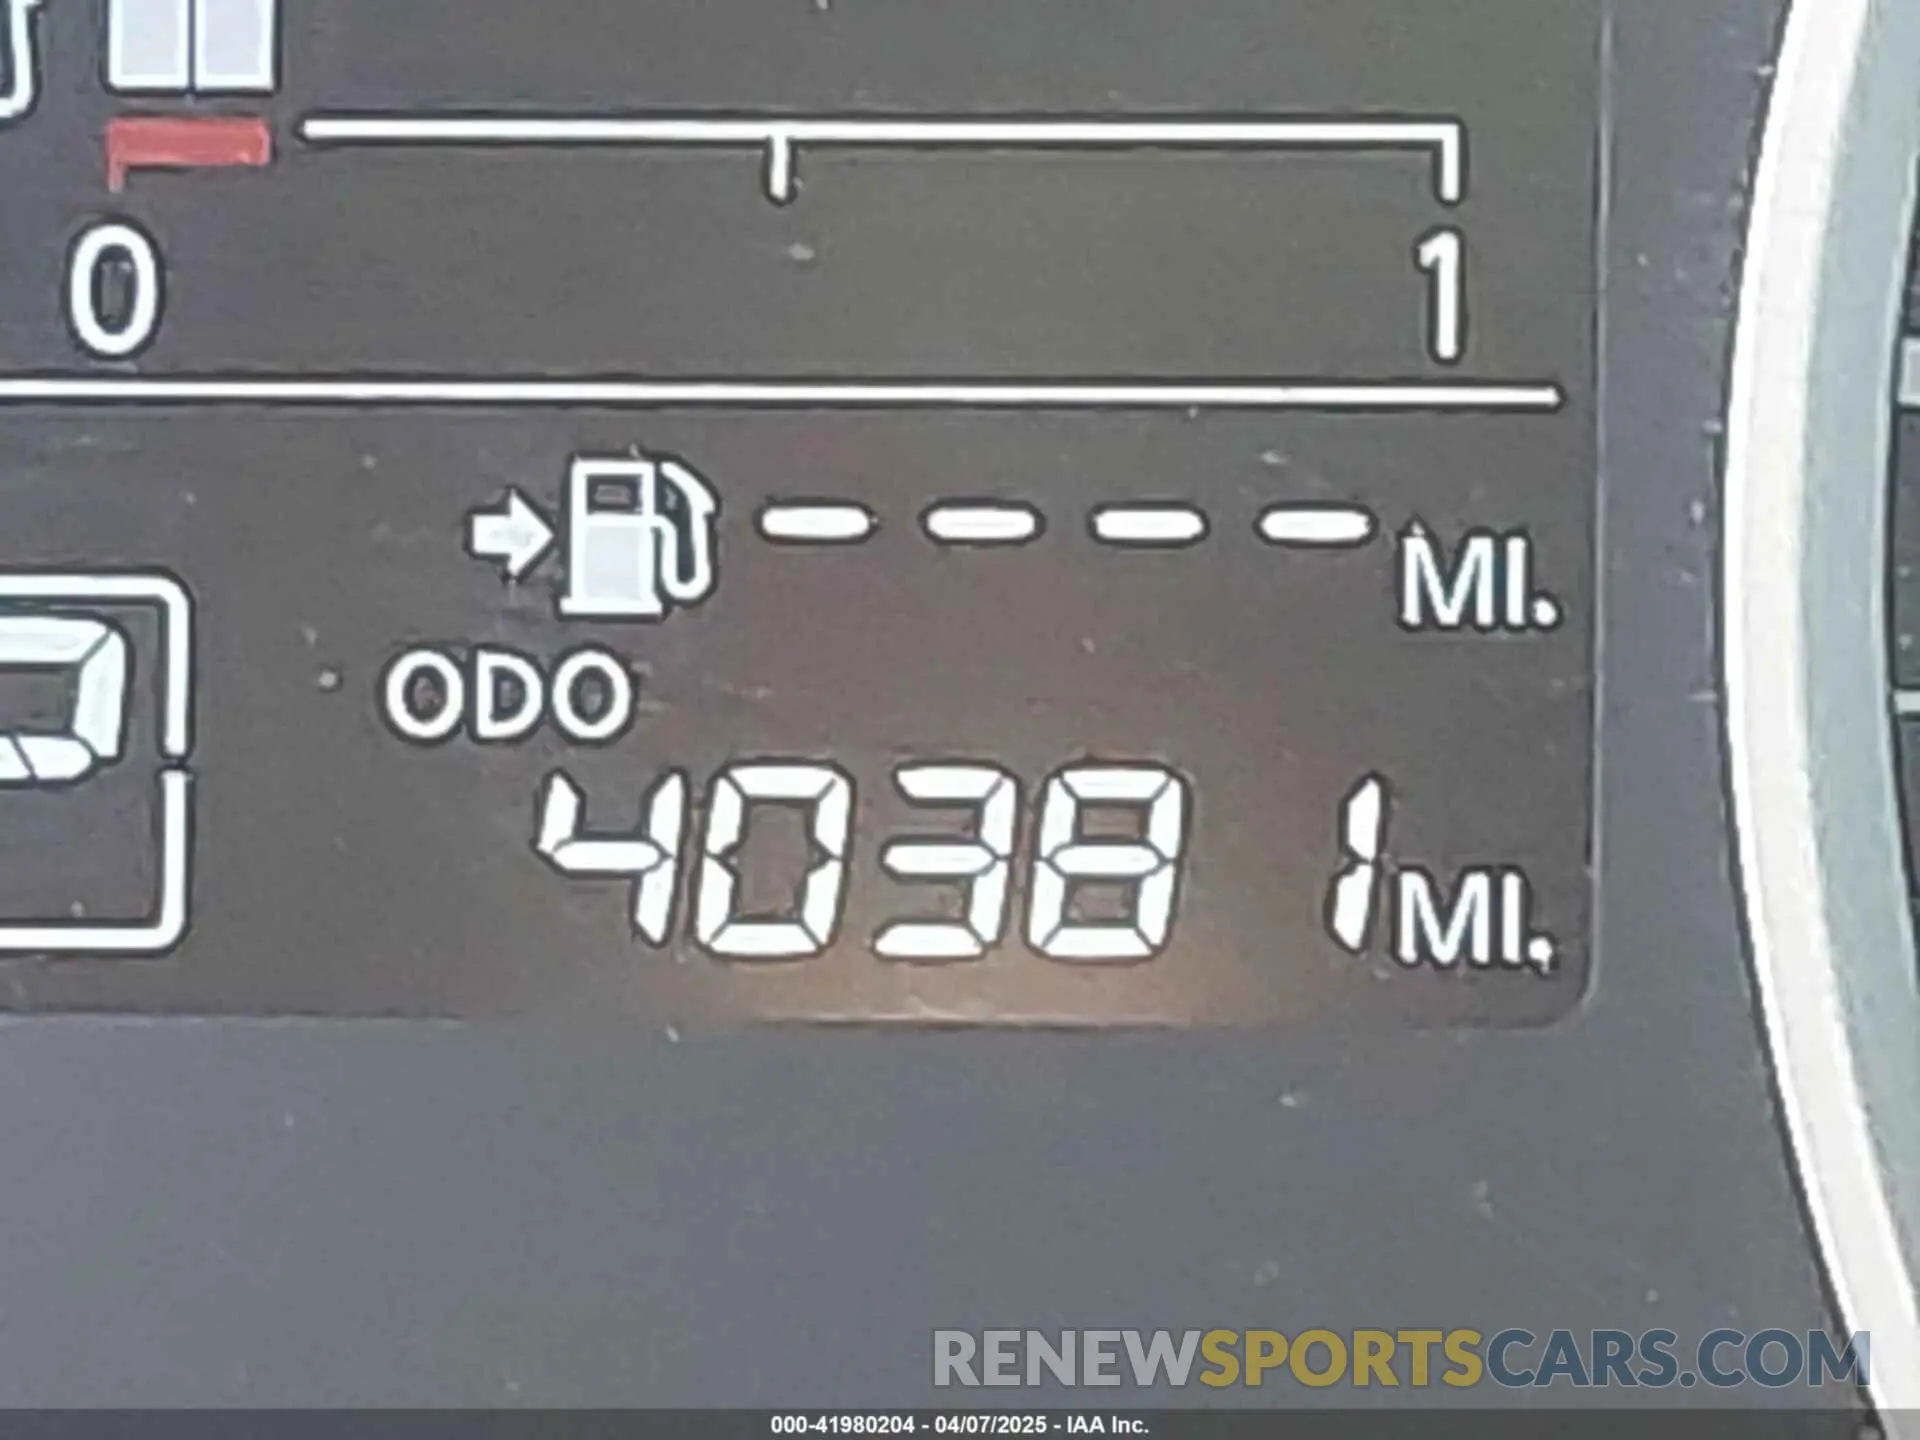 0 1
---- MI.
ODO
40381 MI.
RENEWSPORTSCARS.COM
000-41980204 - 04/07/2025 - IAA Inc.